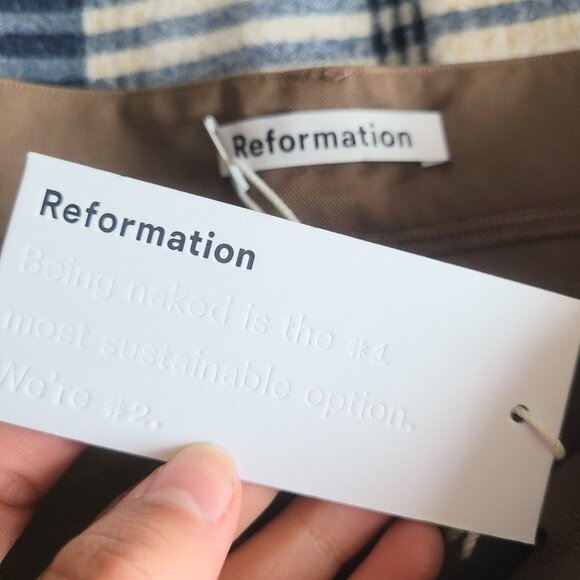 Reformation
Reformation
Being naked is the #1
most sustainable option.
We're #2.